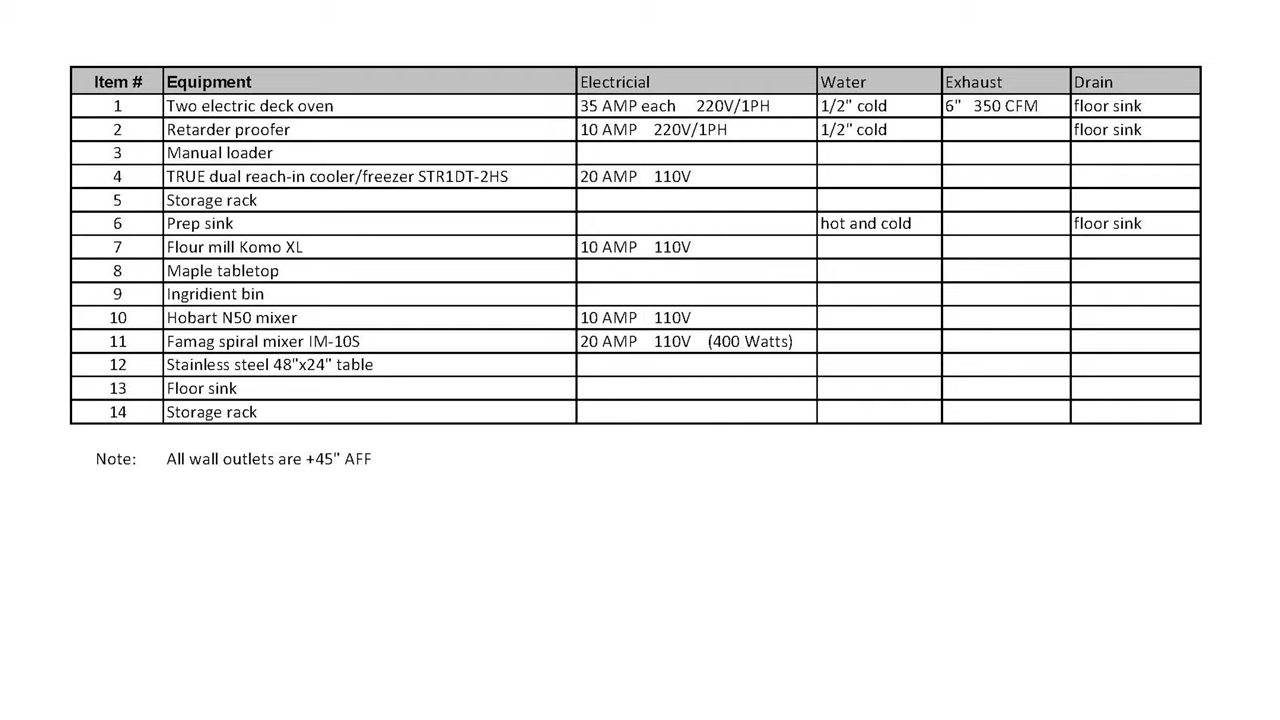 Item # Equipment Electricial Water Exhaust Drain
1 Two electric deck oven 35 AMP each 220V/1PH 1/2" cold 6" 350 CFM floor sink
2 Retarder proofer 10 AMP 220V/1PH 1/2" cold floor sink
3 Manual loader
4 TRUE dual reach-in cooler/freezer STR1DT-2HS 20 AMP 110V
5 Storage rack
6 Prep sink hot and cold floor sink
7 Flour mill Komo XL 10 AMP 110V
8 Maple tabletop
9 Ingridient bin
10 Hobart N50 mixer 10 AMP 110V
11 Famag spiral mixer IM-10S 20 AMP 110V (400 Watts)
12 Stainless steel 48"x24" table
13 Floor sink
14 Storage rack
Note: All wall outlets are +45" AFF